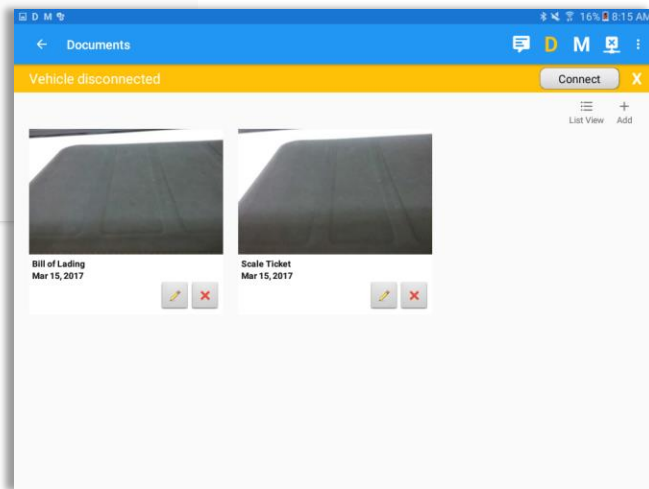 D M
16% 8:15 AM
Documents
D M
Vehicle disconnected
Connect
X
List View
Add
Bill of Lading
Mar 15, 2017
Scale Ticket
Mar 15, 2017